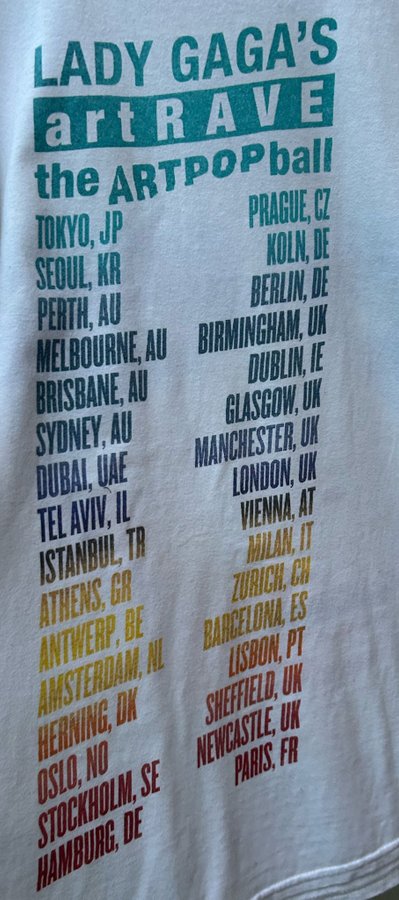 LADY GAGA'S
artRAVE
the ARTPOP ball
TOKYO, JP
SEOUL, KR
PERTH, AU
MELBOURNE, AU
BRISBANE, AU
SYDNEY, AU
DUBAI, UAE
TEL AVIV, IL
ISTANBUL, TR
ATHENS, GR
ANTWERP, BE
AMSTERDAM, NL
HERNING, DK
OSLO, NO
STOCKHOLM, SE
HAMBURG, DE
PRAGUE, CZ
KOLN, DE
BERLIN, DE
BIRMINGHAM, UK
DUBLIN, IE
GLASGOW, UK
MANCHESTER, UK
LONDON, UK
VIENNA, AT
MILAN, IT
ZURICH, CH
BARCELONA, ES
LISBON, PT
SHEFFIELD, UK
NEWCASTLE, UK
PARIS, FR